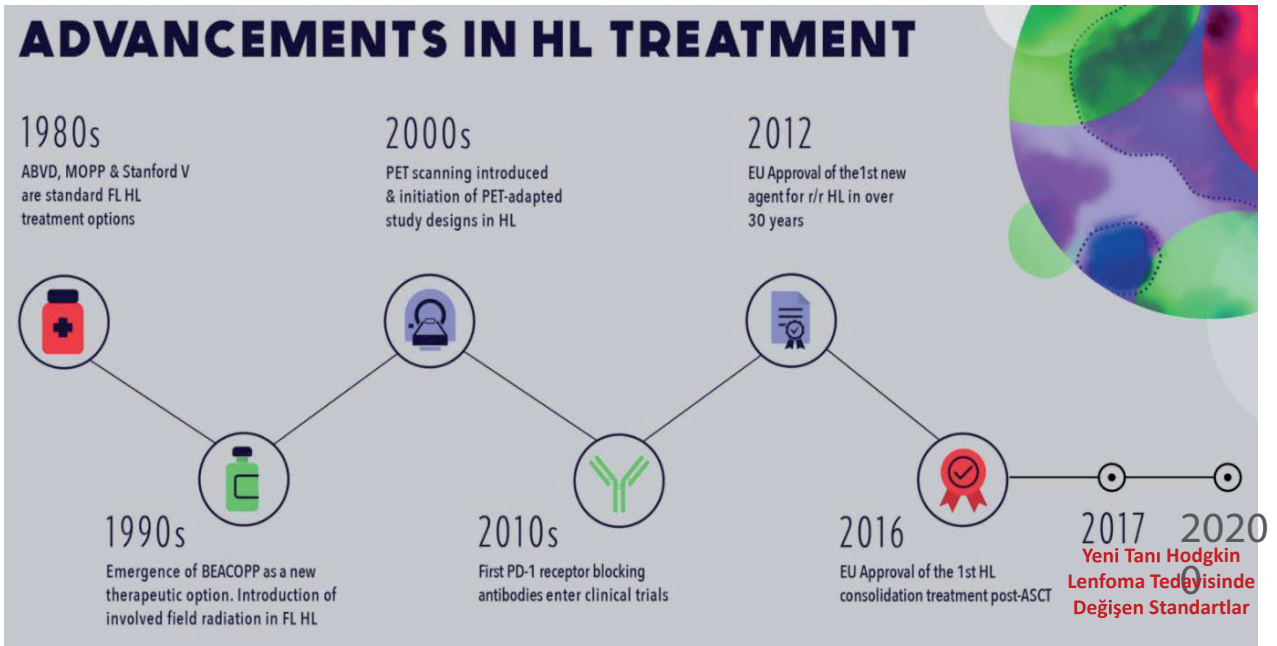 ADVANCEMENTS IN HL TREATMENT
1980s
ABVD, MOPP & Stanford V
are standard FL HL
treatment options
2000s
PET scanning introduced
& initiation of PET-adapted
study designs in HL
2012
EU Approval of the1st new
agent for r/r HL in over
30 years
1990s
Emergence of BEACOPP as a new
therapeutic option. Introduction of
involved field radiation in FL HL
2010s
First PD-1 receptor blocking
antibodies enter clinical trials
2016
EU Approval of the 1st HL
consolidation treatment post-ASCT
2017
2020
0
Yeni Tanı Hodgkin
Lenfoma Tedavisinde
Değişen Standartlar